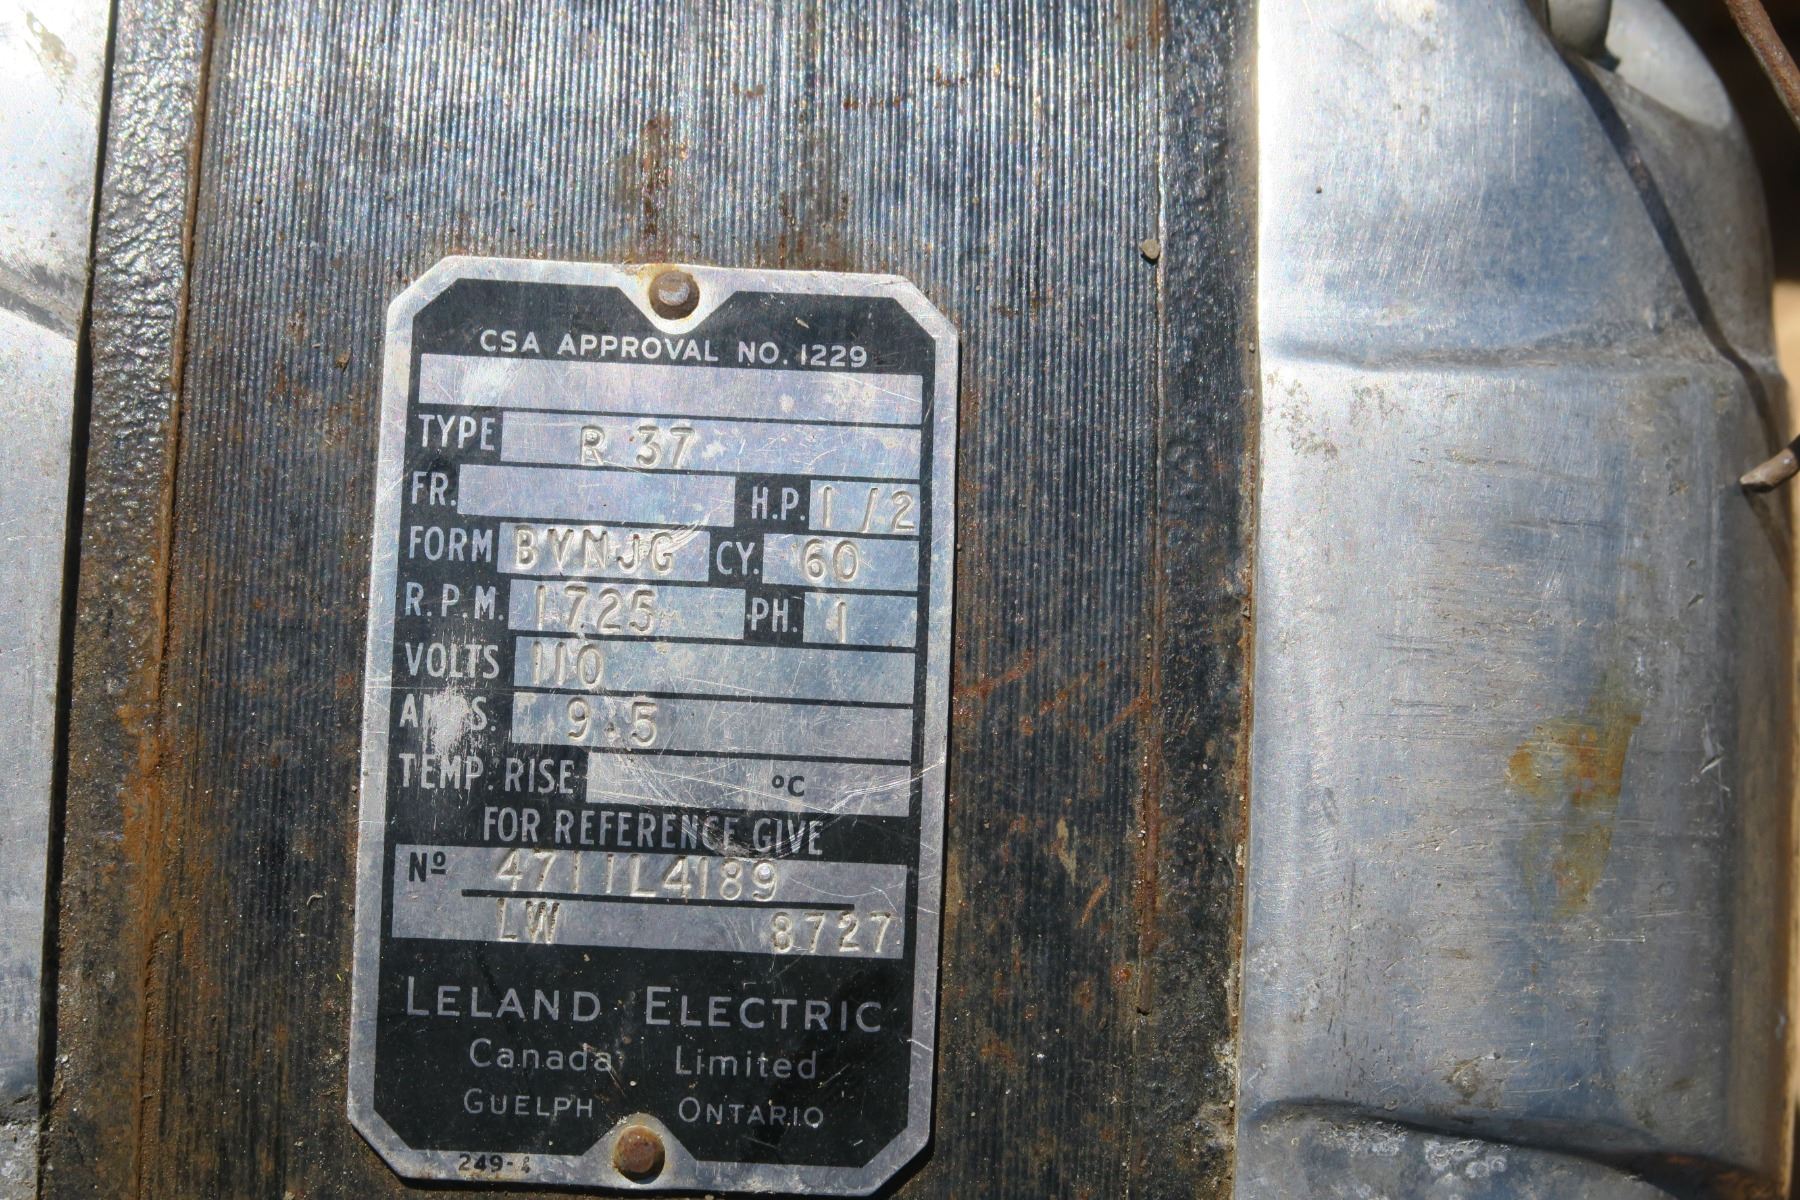 CSA APPROVAL NO. 1229
TYPE R 37
FR. H.P. 1/2
FORM BVNJG CY. 60
R.P.M. 1725 PH. 1
VOLTS 110
AMPS. 9.5
TEMP. RISE °C
FOR REFERENCE GIVE
Nº 4711L4189
LW 8727
LELAND ELECTRIC
Canada Limited
GUELPH ONTARIO